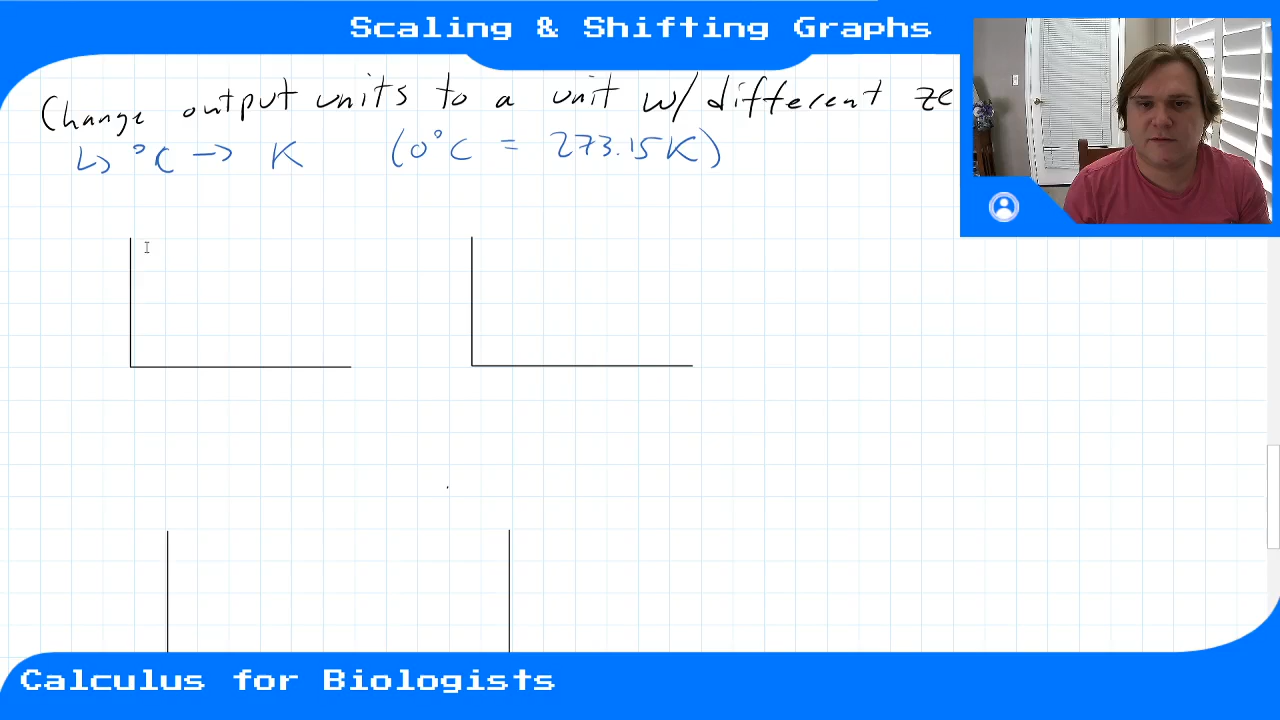 Scaling & Shifting Graphs
Change output units to a unit w/ different ze
↳ °C → K (0°C = 273.15K)
Calculus for Biologists